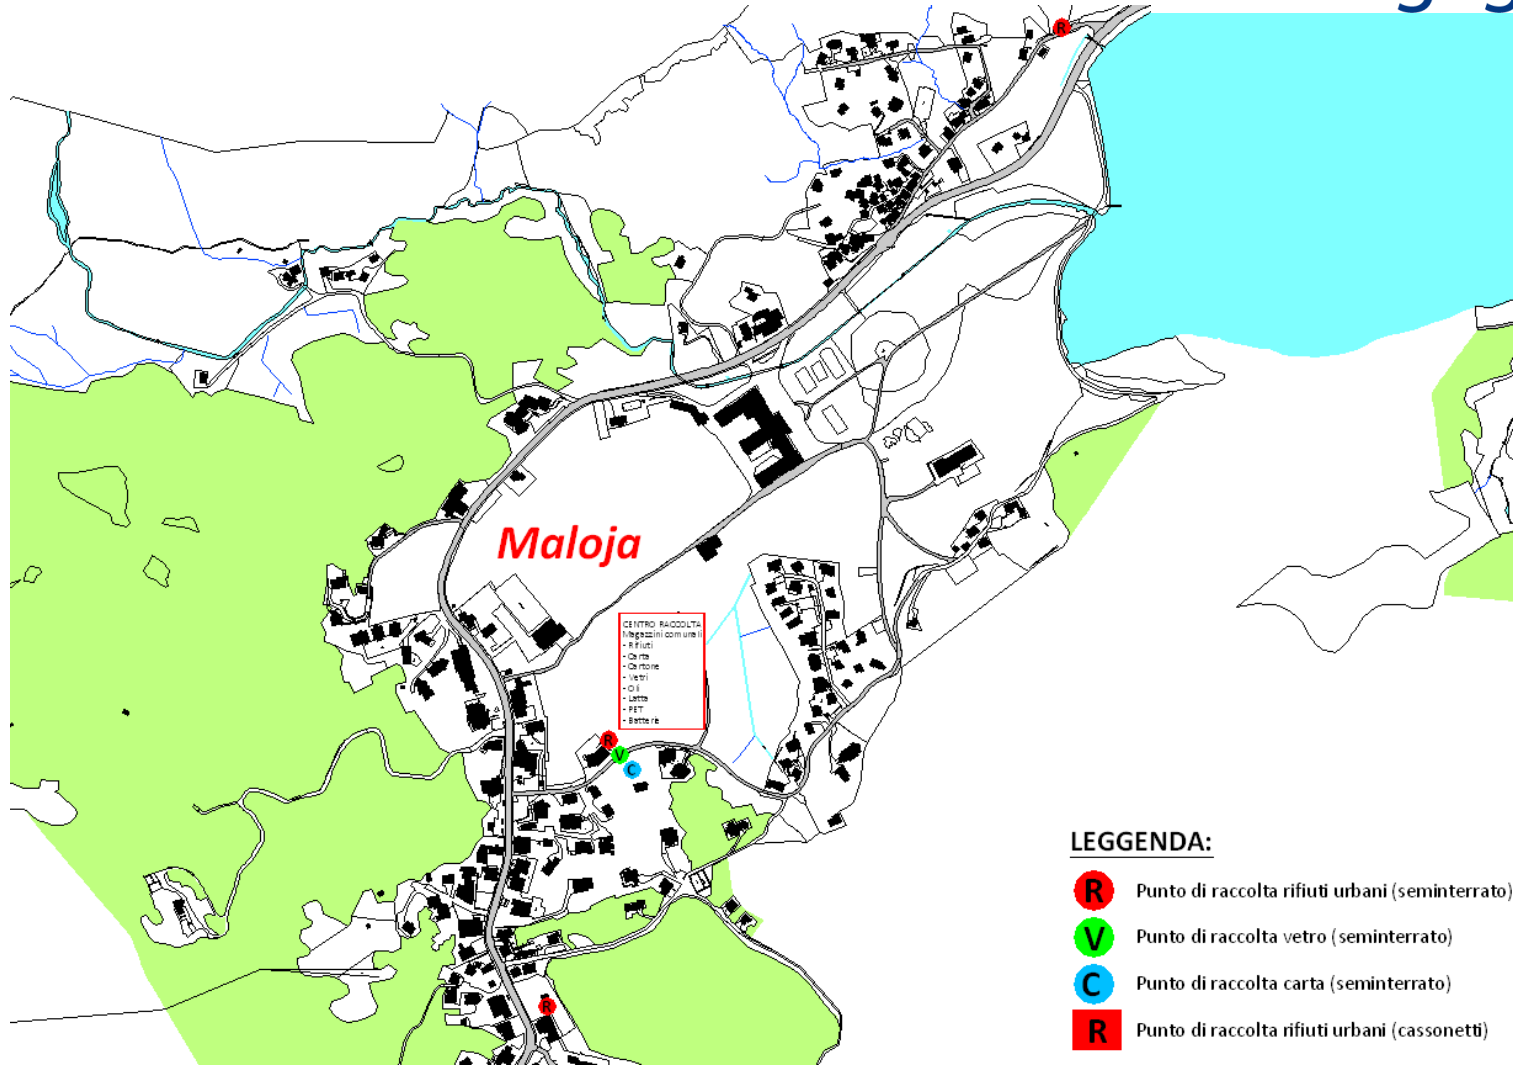 R
Maloja
CENTRO RACCOLTA
Magazzini comunali
- Rifiuti
- Carta
- Cartone
- Vetri
- Oli
- Latta
- PET
- Batterie
R
V
C
R
LEGGENDA:
R Punto di raccolta rifiuti urbani (seminterrato)
V Punto di raccolta vetro (seminterrato)
C Punto di raccolta carta (seminterrato)
R Punto di raccolta rifiuti urbani (cassonetti)